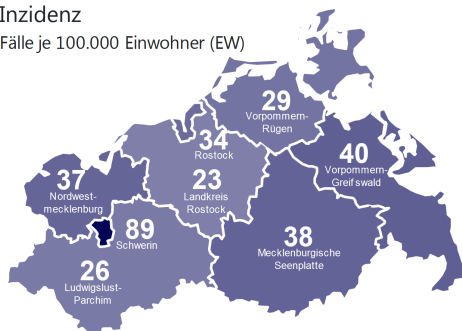 Inzidenz
Fälle je 100.000 Einwohner (EW)
29
Vorpommern-
Rügen
34
Rostock
40
Vorpommern-
Greifswald
37
Nordwest-
mecklenburg
23
Landkreis
Rostock
89
Schwerin
38
Mecklenburgische
Seenplatte
26
Ludwigslust-
Parchim